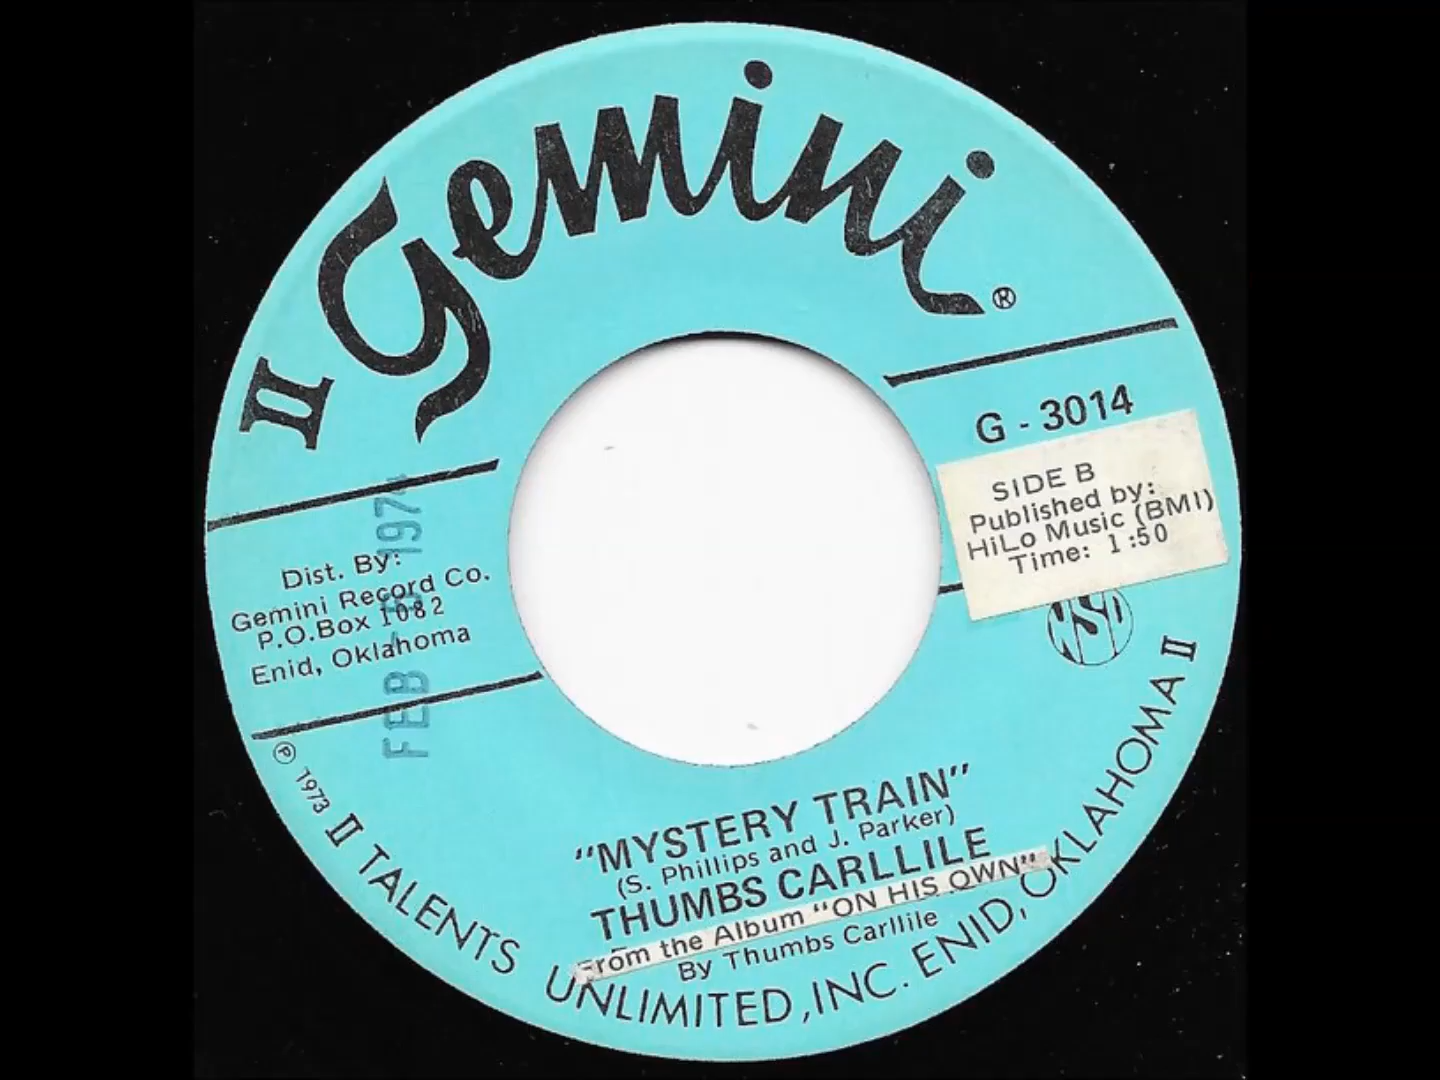 II Gemini ®
G - 3014
SIDE B
Published by:
HiLo Music (BMI)
Time: 1:50
Dist. By:
Gemini Record Co.
P.O.Box 1082
Enid, Oklahoma
FEB 1974
"MYSTERY TRAIN"
(S. Phillips and J. Parker)
THUMBS CARLLILE
From the Album "ON HIS OWN"
By Thumbs Carllile
℗ 1973 II TALENTS UNLIMITED, INC. ENID, OKLAHOMA II